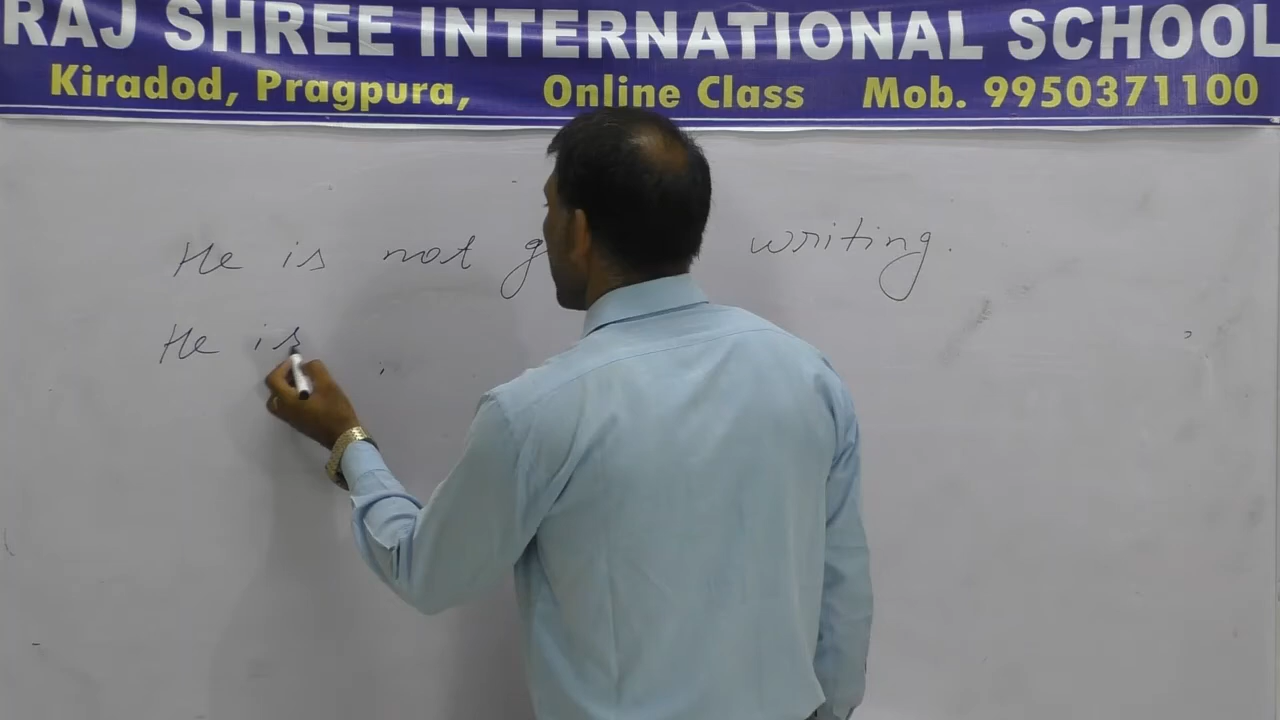 RAJ SHREE INTERNATIONAL SCHOOL
Kiradod, Pragpura, Online Class Mob. 9950371100
He is not writing.
He is